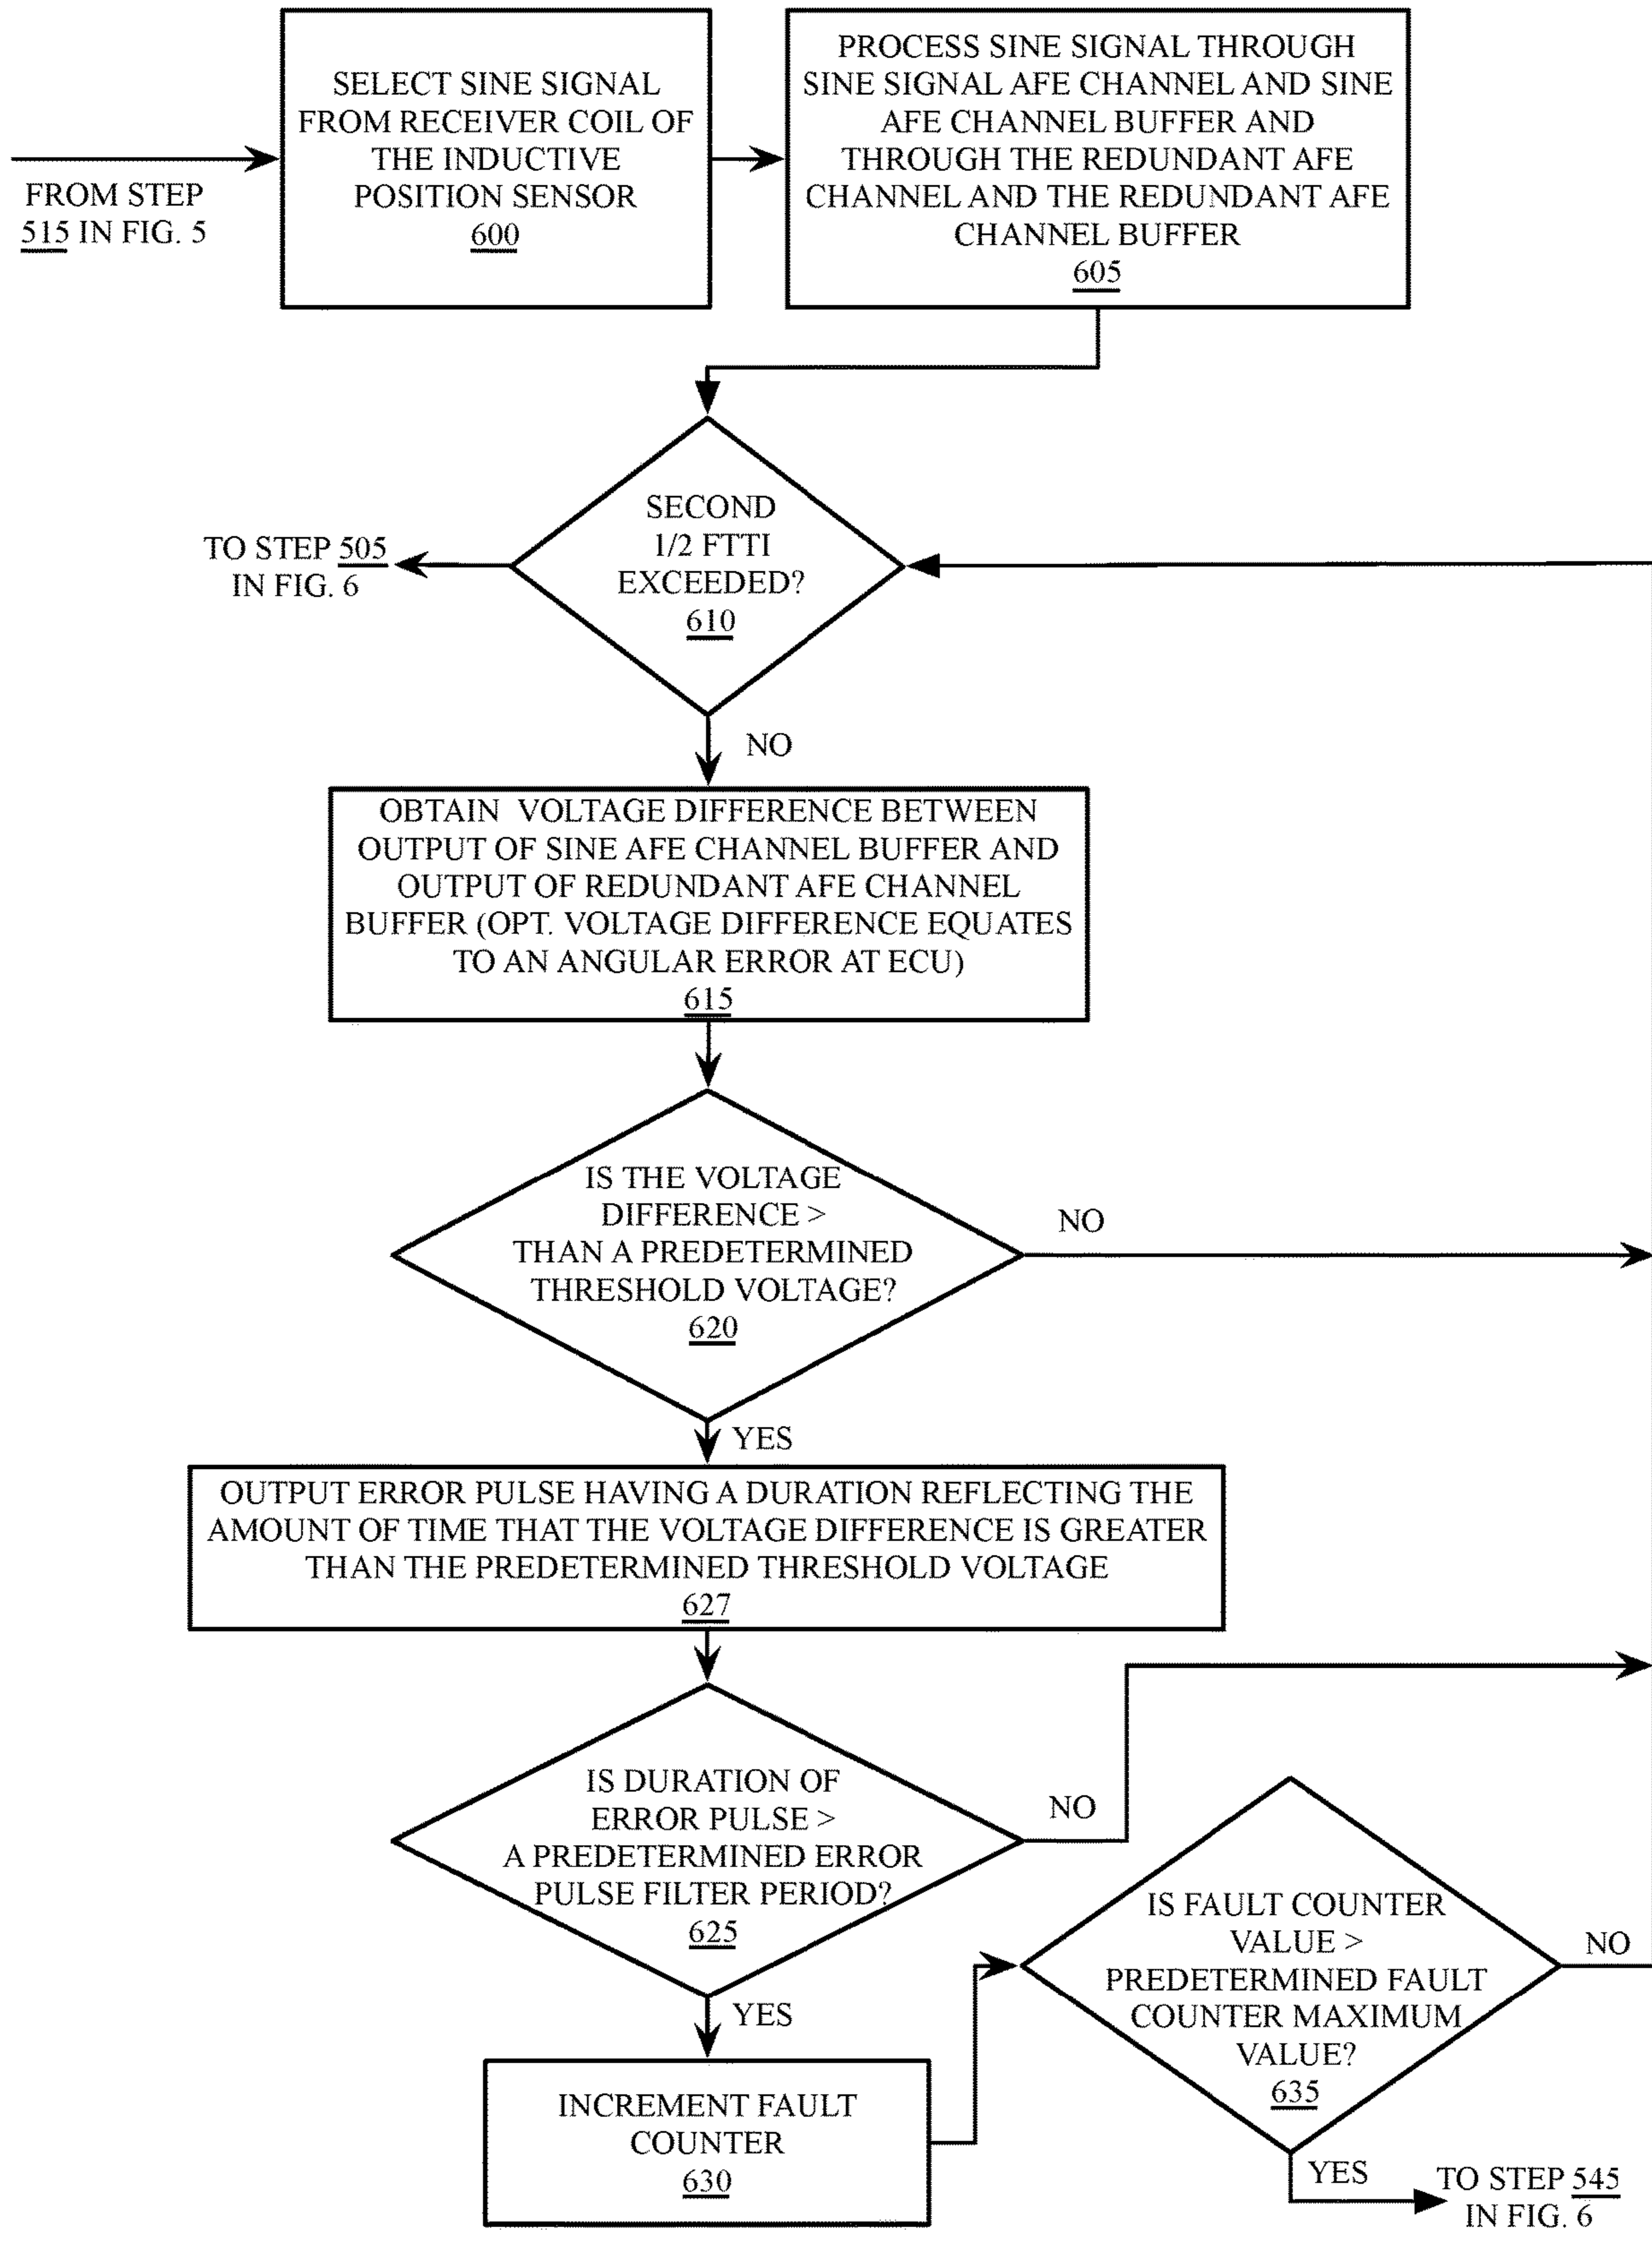 FROM STEP
515 IN FIG. 5
SELECT SINE SIGNAL
FROM RECEIVER COIL OF
THE INDUCTIVE
POSITION SENSOR
600
PROCESS SINE SIGNAL THROUGH
SINE SIGNAL AFE CHANNEL AND SINE
AFE CHANNEL BUFFER AND
THROUGH THE REDUNDANT AFE
CHANNEL AND THE REDUNDANT AFE
CHANNEL BUFFER
605
SECOND
1/2 FTTI
EXCEEDED?
610
TO STEP 505
IN FIG. 6
NO
OBTAIN VOLTAGE DIFFERENCE BETWEEN
OUTPUT OF SINE AFE CHANNEL BUFFER AND
OUTPUT OF REDUNDANT AFE CHANNEL
BUFFER (OPT. VOLTAGE DIFFERENCE EQUATES
TO AN ANGULAR ERROR AT ECU)
615
IS THE VOLTAGE
DIFFERENCE >
THAN A PREDETERMINED
THRESHOLD VOLTAGE?
620
NO
YES
OUTPUT ERROR PULSE HAVING A DURATION REFLECTING THE
AMOUNT OF TIME THAT THE VOLTAGE DIFFERENCE IS GREATER
THAN THE PREDETERMINED THRESHOLD VOLTAGE
627
IS DURATION OF
ERROR PULSE >
A PREDETERMINED ERROR
PULSE FILTER PERIOD?
625
NO
YES
INCREMENT FAULT
COUNTER
630
IS FAULT COUNTER
VALUE >
PREDETERMINED FAULT
COUNTER MAXIMUM
VALUE?
635
NO
YES
TO STEP 545
IN FIG. 6